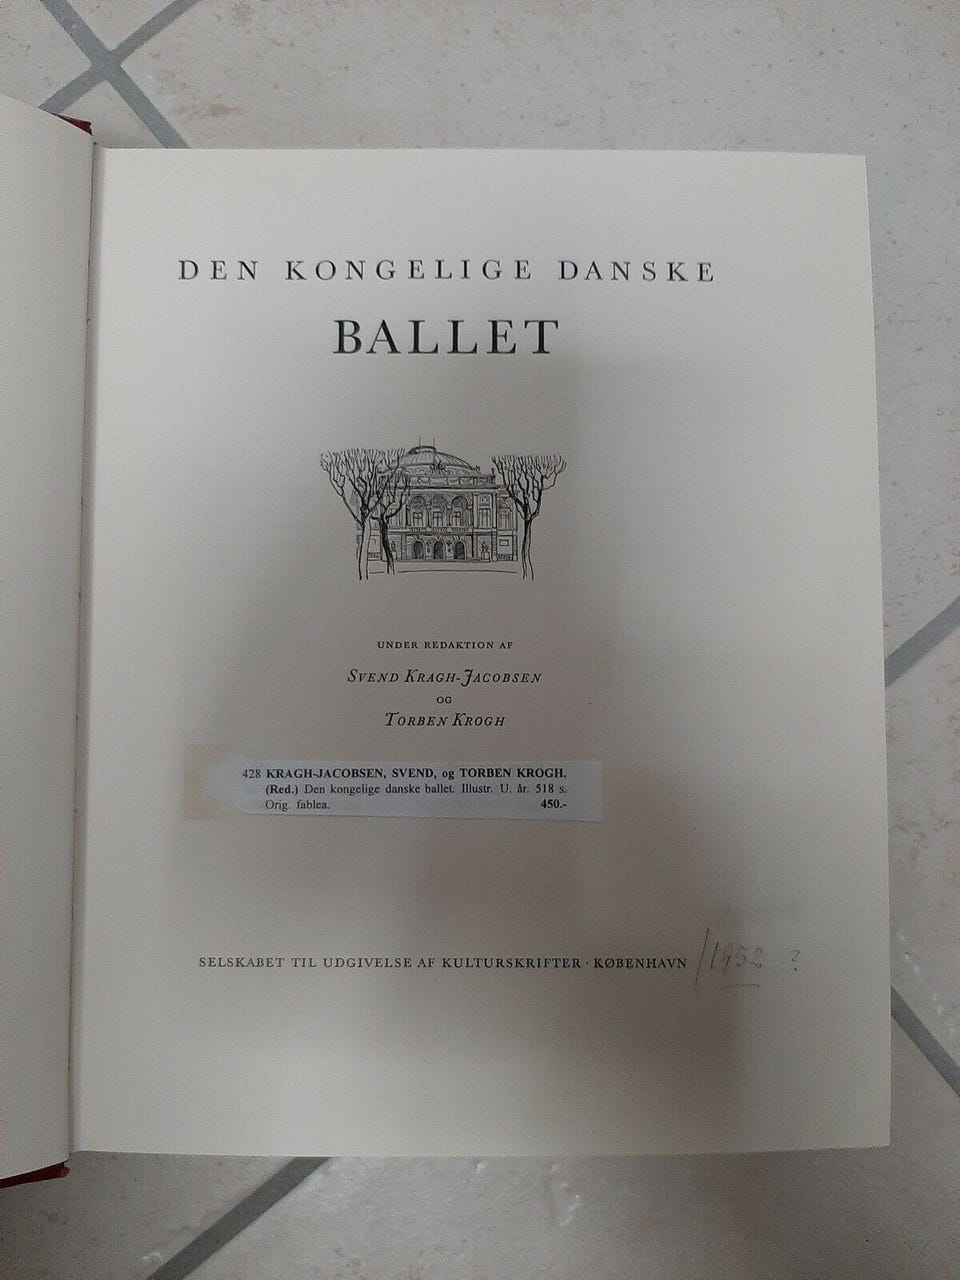 DEN KONGELIGE DANSKE
BALLET
UNDER REDAKTION AF
SVEND KRAGH-JACOBSEN
OG
TORBEN KROGH
428 KRAGH-JACOBSEN, SVEND, og TORBEN KROGH.
(Red.) Den kongelige danske ballet. Illustr. U. år. 518 s.
Orig. fablea. 450.-
SELSKABET TIL UDGIVELSE AF KULTURSKRIFTER · KØBENHAVN /1952 ?